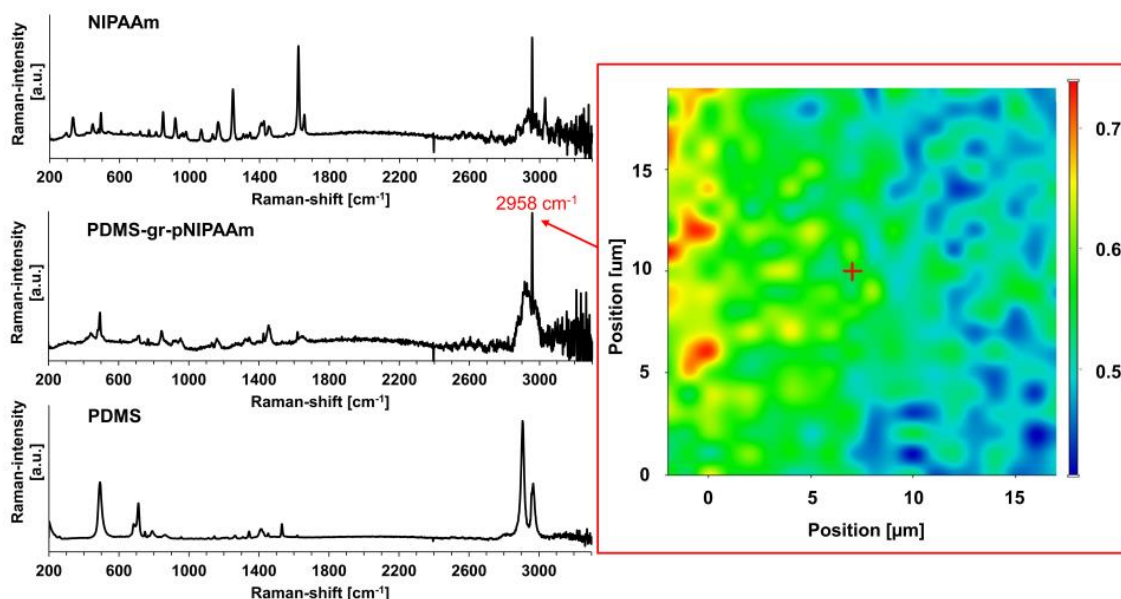 NIPAAm
Raman-intensity
[a.u.]
200 600 1000 1400 1800 2200 2600 3000
Raman-shift [cm⁻¹]
2958 cm⁻¹
PDMS-gr-pNIPAAm
Raman-intensity
[a.u.]
200 600 1000 1400 1800 2200 2600 3000
Raman-shift [cm⁻¹]
PDMS
Raman-intensity
[a.u.]
200 600 1000 1400 1800 2200 2600 3000
Raman-shift [cm⁻¹]
Position [µm]
15
10
5
0
0 5 10 15
Position [µm]
0.7
0.6
0.5